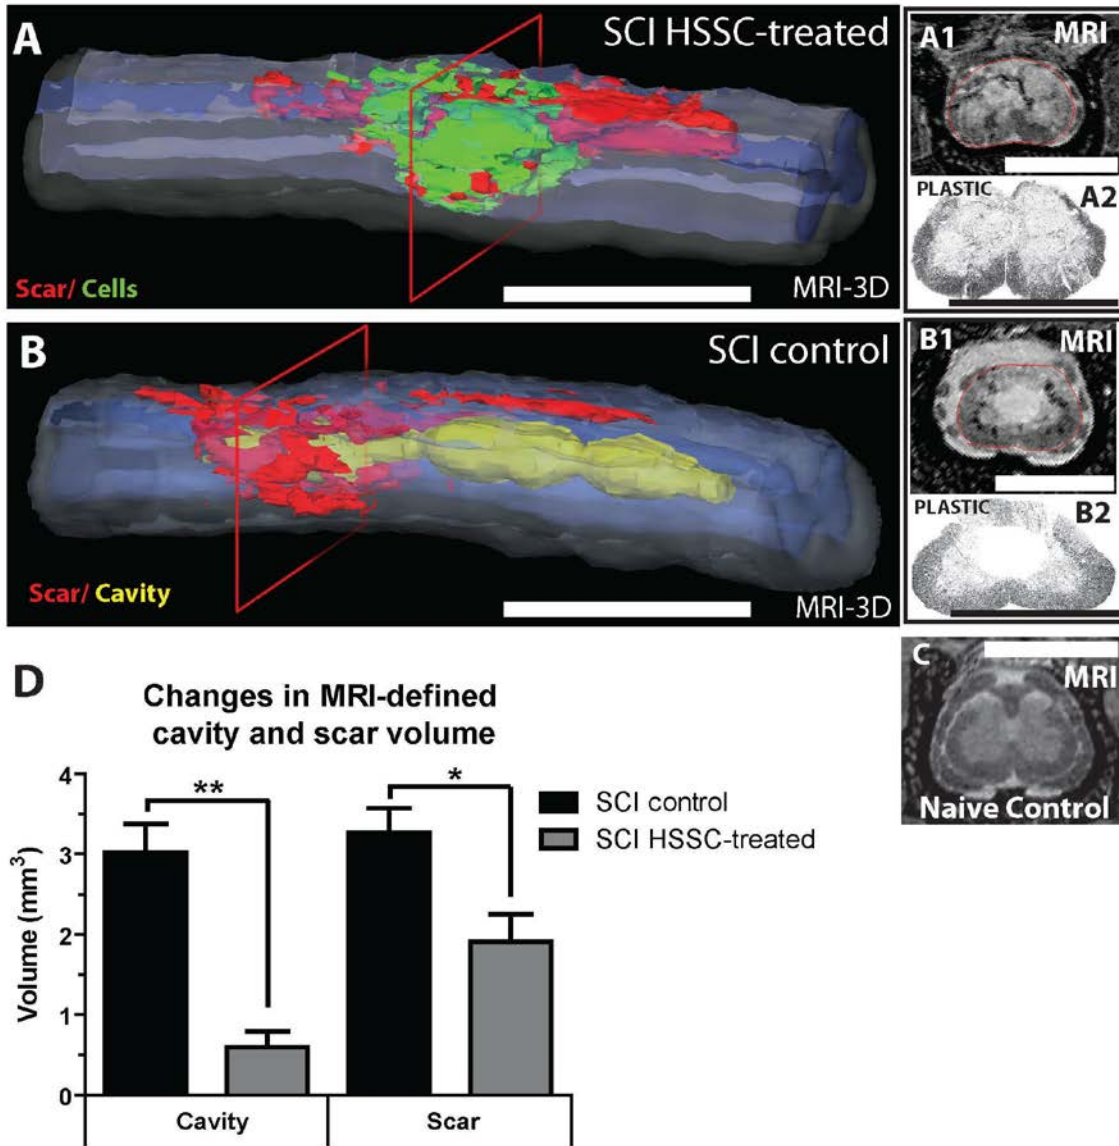 A
SCI HSSC-treated
Scar/ Cells
MRI-3D
A1
MRI
PLASTIC
A2
B
SCI control
Scar/ Cavity
MRI-3D
B1
MRI
PLASTIC
B2
C
MRI
Naive Control
D
Changes in MRI-defined
cavity and scar volume
Volume (mm³)
4
3
2
1
0
**
*
SCI control
SCI HSSC-treated
Cavity
Scar